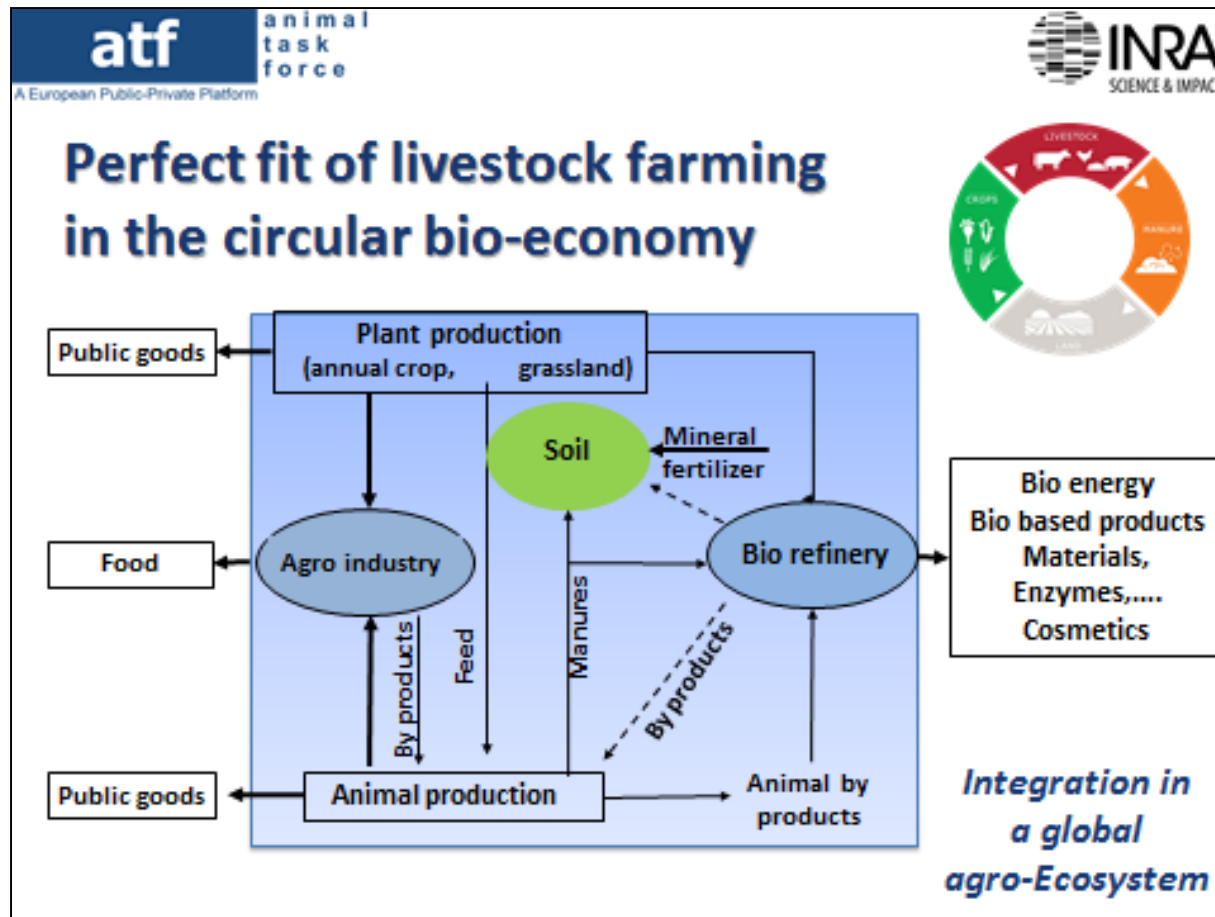 atf
animal
task
force
A European Public-Private Platform
INRA
SCIENCE & IMPAC
Perfect fit of livestock farming
in the circular bio-economy
LIVESTOCK
CROPS
MANURE
LAND
Plant production
(annual crop, grassland)
Public goods
Soil
Mineral
fertilizer
Bio energy
Bio based products
Materials,
Enzymes,....
Cosmetics
Food
Agro industry
Bio refinery
By products
Feed
Manures
By products
Public goods
Animal production
Animal by
products
Integration in
a global
agro-Ecosystem